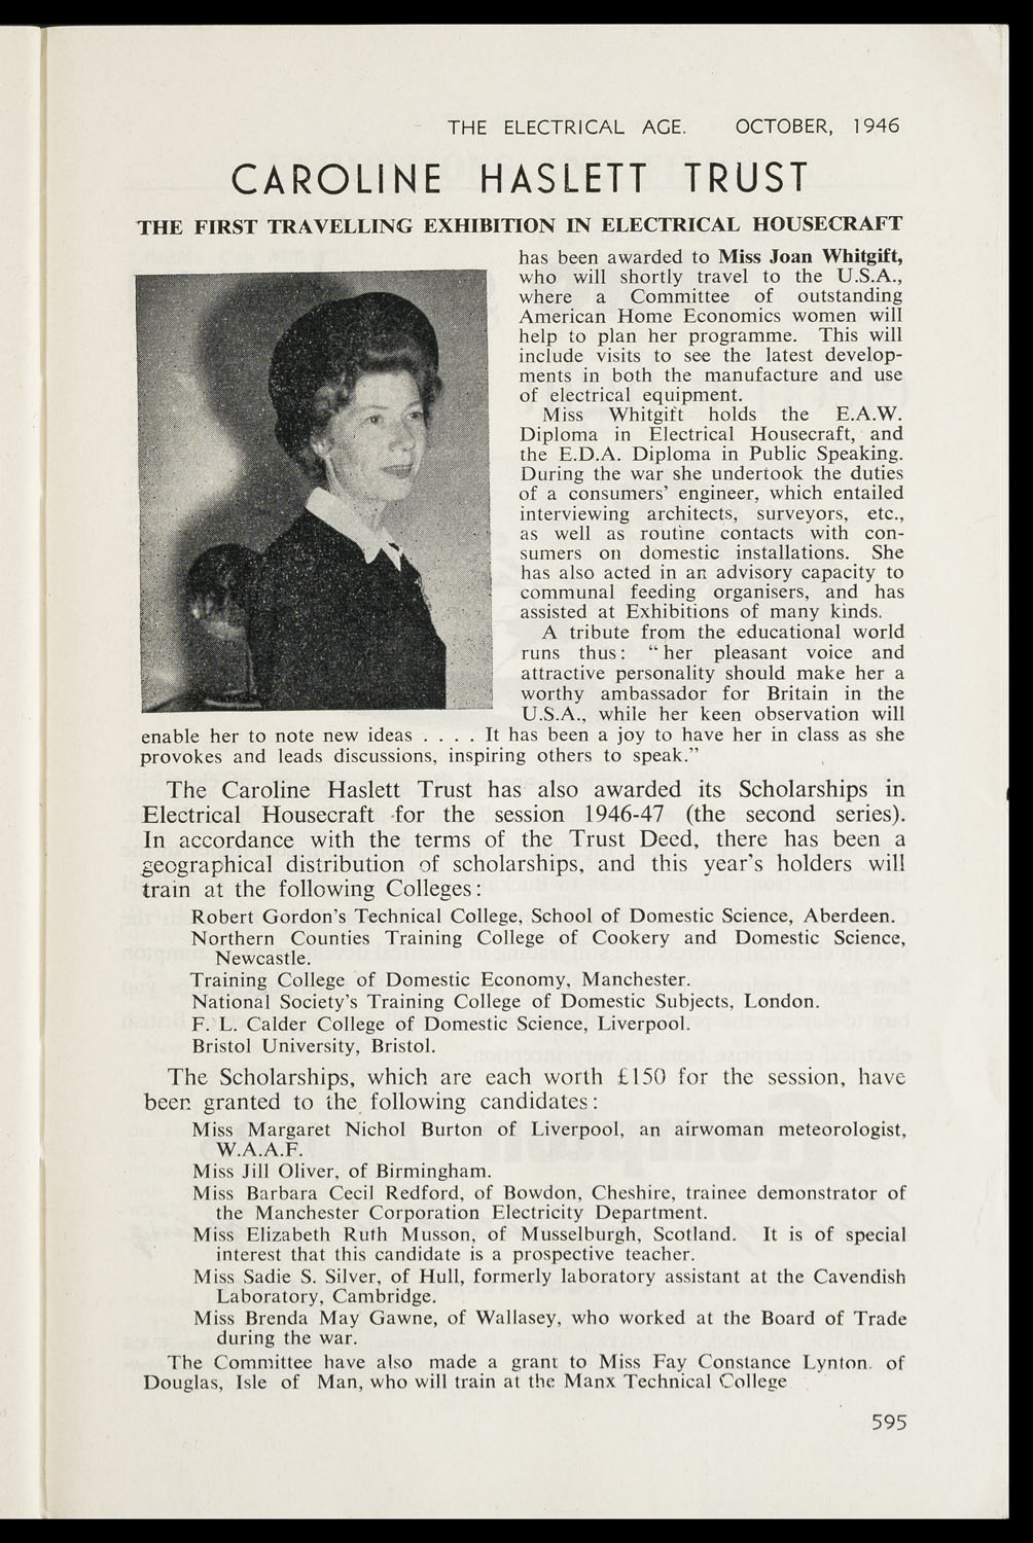 THE ELECTRICAL AGE. OCTOBER, 1946
CAROLINE HASLETT TRUST
THE FIRST TRAVELLING EXHIBITION IN ELECTRICAL HOUSECRAFT
has been awarded to Miss Joan Whitgift,
who will shortly travel to the U.S.A.,
where a Committee of outstanding
American Home Economics women will
help to plan her programme. This will
include visits to see the latest develop-
ments in both the manufacture and use
of electrical equipment.
Miss Whitgift holds the E.A.W.
Diploma in Electrical Housecraft, and
the E.D.A. Diploma in Public Speaking.
During the war she undertook the duties
of a consumers' engineer, which entailed
interviewing architects, surveyors, etc.,
as well as routine contacts with con-
sumers on domestic installations. She
has also acted in an advisory capacity to
communal feeding organisers, and has
assisted at Exhibitions of many kinds.
A tribute from the educational world
runs thus: "her pleasant voice and
attractive personality should make her a
worthy ambassador for Britain in the
U.S.A., while her keen observation will
enable her to note new ideas . . . . It has been a joy to have her in class as she
provokes and leads discussions, inspiring others to speak."
The Caroline Haslett Trust has also awarded its Scholarships in
Electrical Housecraft for the session 1946-47 (the second series).
In accordance with the terms of the Trust Deed, there has been a
geographical distribution of scholarships, and this year's holders will
train at the following Colleges:
Robert Gordon's Technical College, School of Domestic Science, Aberdeen.
Northern Counties Training College of Cookery and Domestic Science,
Newcastle.
Training College of Domestic Economy, Manchester.
National Society's Training College of Domestic Subjects, London.
F. L. Calder College of Domestic Science, Liverpool.
Bristol University, Bristol.
The Scholarships, which are each worth £150 for the session, have
been granted to the following candidates:
Miss Margaret Nichol Burton of Liverpool, an airwoman meteorologist,
W.A.A.F.
Miss Jill Oliver, of Birmingham.
Miss Barbara Cecil Redford, of Bowdon, Cheshire, trainee demonstrator of
the Manchester Corporation Electricity Department.
Miss Elizabeth Ruth Musson, of Musselburgh, Scotland. It is of special
interest that this candidate is a prospective teacher.
Miss Sadie S. Silver, of Hull, formerly laboratory assistant at the Cavendish
Laboratory, Cambridge.
Miss Brenda May Gawne, of Wallasey, who worked at the Board of Trade
during the war.
The Committee have also made a grant to Miss Fay Constance Lynton. of
Douglas, Isle of Man, who will train at the Manx Technical College
595